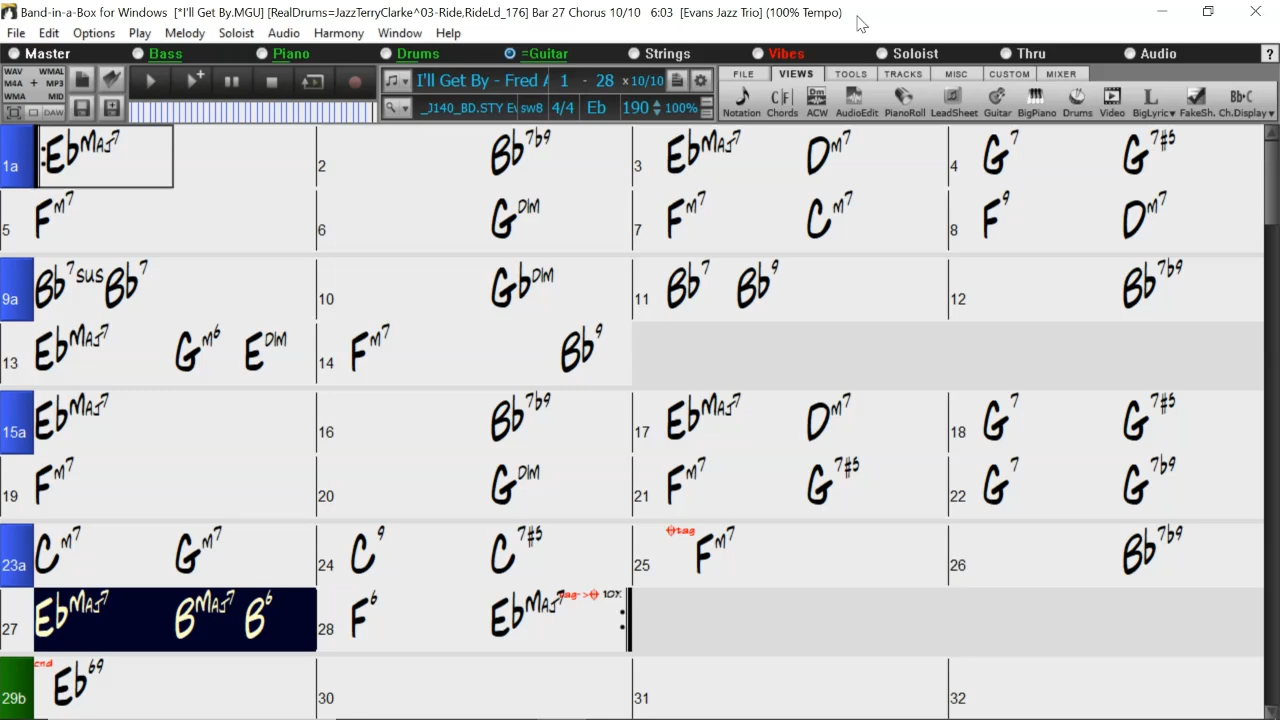 Band-in-a-Box for Windows [*I'll Get By.MGU] [RealDrums=JazzTerryClarke^03-Ride.RideLd_176] Bar 27 Chorus 10/10 6:03 [Evans Jazz Trio] (100% Tempo)
File Edit Options Play Melody Soloist Audio Harmony Window Help
Master Bass Piano Drums =Guitar Strings Vibes Soloist Thru Audio ?
WAV WMAL
M4A + MP3
WMA MID
DAW
I'll Get By - Fred A 1 - 28 x 10/10
_J140_BD.STY Ev sw8 4/4 Eb 190 100%
FILE VIEWS TOOLS TRACKS MISC CUSTOM MIXER
Notation Chords ACW AudioEdit PianoRoll LeadSheet Guitar BigPiano Drums Video BigLyric FakeSh. Ch.Display
1a :EbMAJ7 2 Bb7b9 3 EbMAJ7 Dm7 4 G7 G7#5
5 Fm7 6 GDIM 7 Fm7 Cm7 8 F9 Dm7
9a Bb7SUS Bb7 10 GbDIM 11 Bb7 Bb9 12 Bb7b9
13 EbMAJ7 Gm6 EDIM 14 Fm7 Bb9
15a EbMAJ7 16 Bb7b9 17 EbMAJ7 Dm7 18 G7 G7#5
19 Fm7 20 GDIM 21 Fm7 G7#5 22 G7 G7b9
23a Cm7 Gm7 24 C9 C7#5 25 tag Fm7 26 Bb7b9
27 EbMAJ7 BMAJ7 B6 28 F6 EbMAJ7 tag-> 10%
29b end Eb69 30 31 32